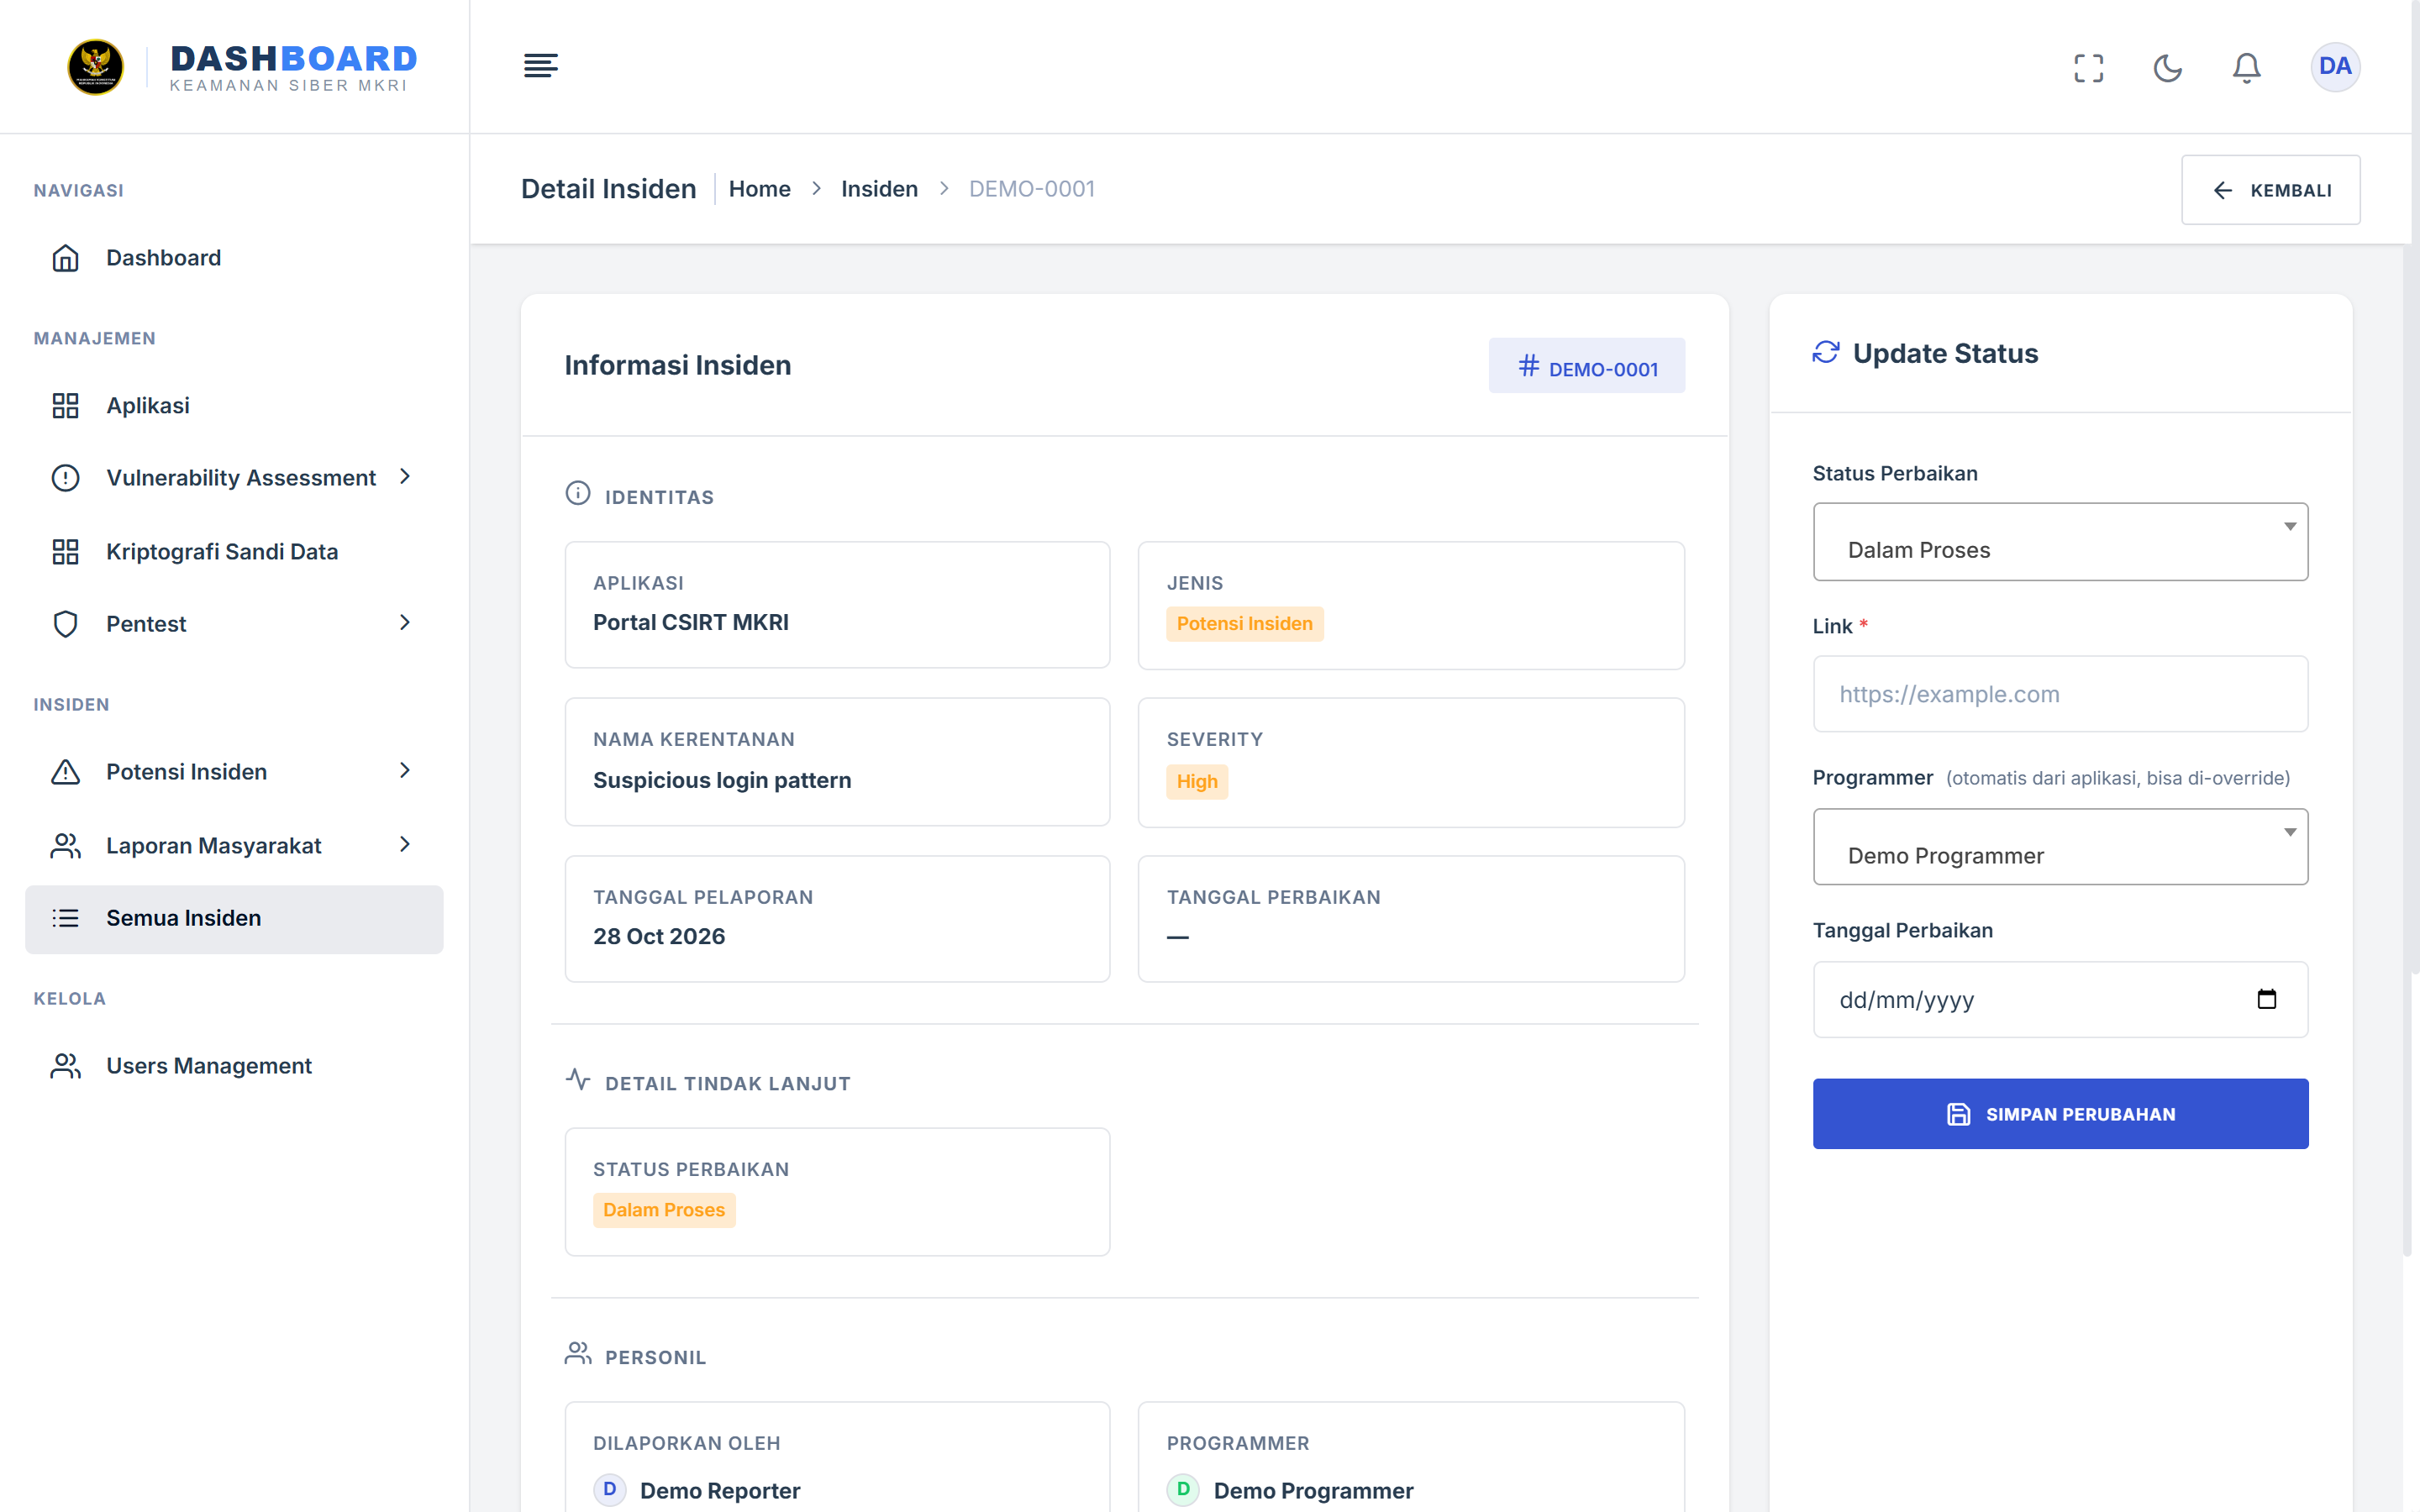 DASHBOARD
KEAMANAN SIBER MKRI
DA
NAVIGASI
Dashboard
MANAJEMEN
Aplikasi
Vulnerability Assessment
Kriptografi Sandi Data
Pentest
INSIDEN
Potensi Insiden
Laporan Masyarakat
Semua Insiden
KELOLA
Users Management
Detail Insiden
Home > Insiden > DEMO-0001
KEMBALI
Informasi Insiden
# DEMO-0001
IDENTITAS
APLIKASI
Portal CSIRT MKRI
JENIS
Potensi Insiden
NAMA KERENTANAN
Suspicious login pattern
SEVERITY
High
TANGGAL PELAPORAN
28 Oct 2026
TANGGAL PERBAIKAN
—
DETAIL TINDAK LANJUT
STATUS PERBAIKAN
Dalam Proses
PERSONIL
DILAPORKAN OLEH
D Demo Reporter
PROGRAMMER
D Demo Programmer
Update Status
Status Perbaikan
Dalam Proses
Link *
https://example.com
Programmer (otomatis dari aplikasi, bisa di-override)
Demo Programmer
Tanggal Perbaikan
dd/mm/yyyy
SIMPAN PERUBAHAN